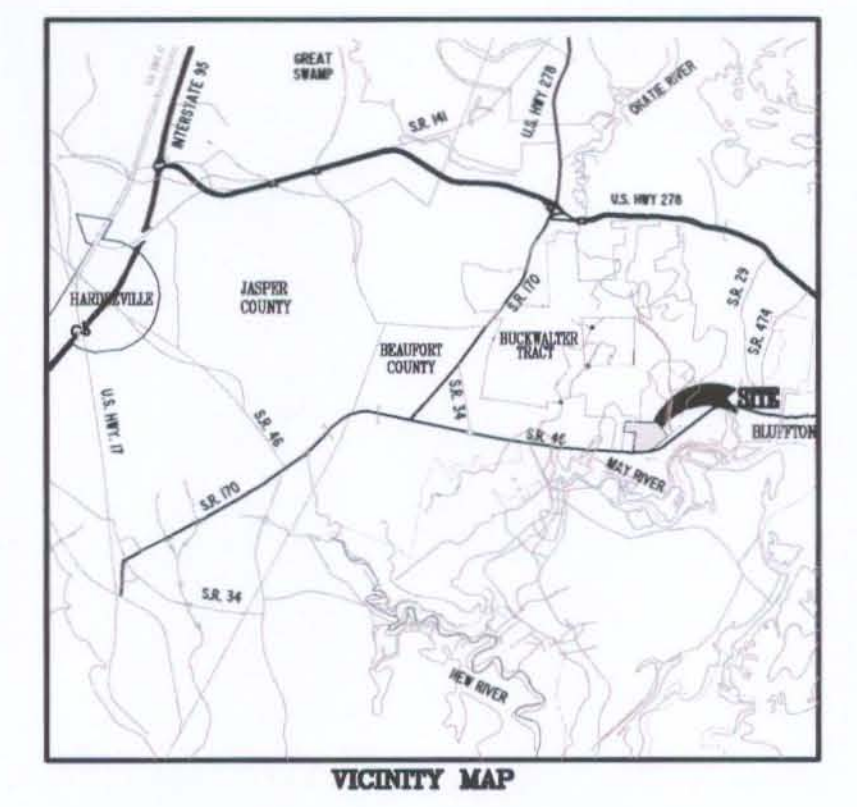 GREAT
SWAMP
INTERSTATE 95
U.S. HWY 278
OKATIE RIVER
S.R. 141
U.S. HWY 278
S.R. 29
S.R. 170
S.R. 474
HARDEEVILLE
JASPER
COUNTY
BUCKWALTER
TRACT
BEAUFORT
COUNTY
S.R. 34
SITE
BLUFFTON
U.S. HWY. 17
S.R. 46
S.R. 46
MAY RIVER
S.R. 170
S.R. 34
NEW RIVER
VICINITY MAP